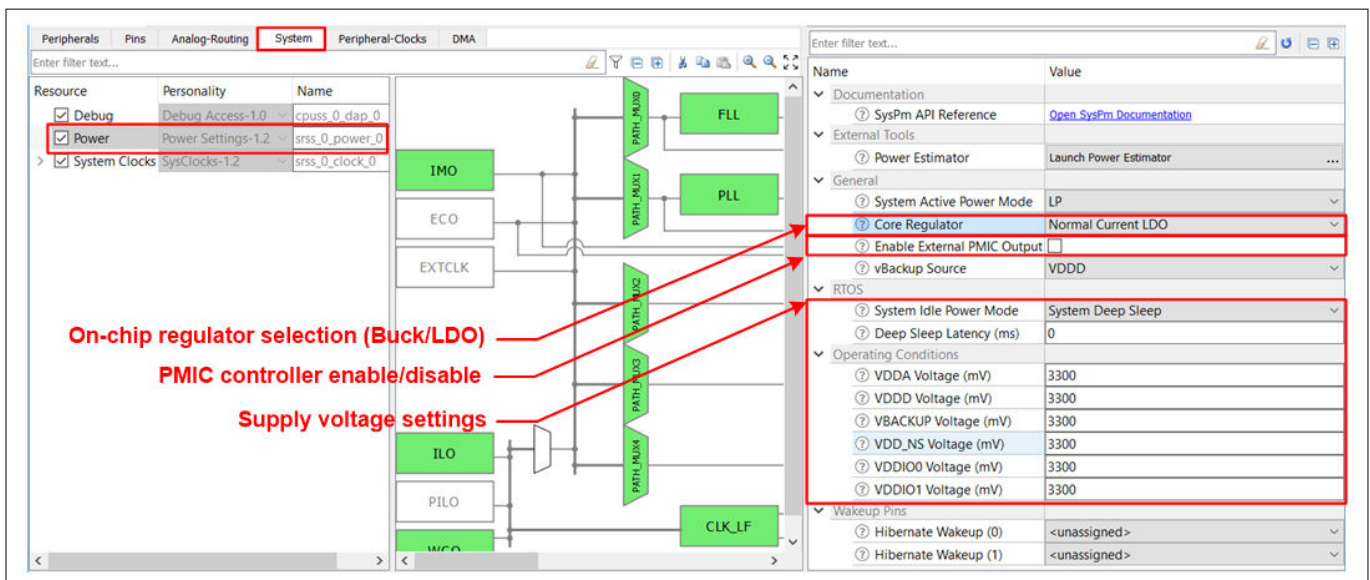 Peripherals Pins Analog-Routing System Peripheral-Clocks DMA
Enter filter text...
Resource Personality Name
Debug Debug Access-1.0 cpuss_0_dap_0
Power Power Settings-1.2 srss_0_power_0
System Clocks SysClocks-1.2 srss_0_clock_0
IMO
ECO
EXTCLK
ILO
PILO
WCO
PATH_MUX0
PATH_MUX1
PATH_MUX2
PATH_MUX3
PATH_MUX4
FLL
PLL
CLK_LF
On-chip regulator selection (Buck/LDO)
PMIC controller enable/disable
Supply voltage settings
Enter filter text...
Name Value
Documentation
SysPm API Reference Open SysPm Documentation
External Tools
Power Estimator Launch Power Estimator ...
General
System Active Power Mode LP
Core Regulator Normal Current LDO
Enable External PMIC Output
vBackup Source VDDD
RTOS
System Idle Power Mode System Deep Sleep
Deep Sleep Latency (ms) 0
Operating Conditions
VDDA Voltage (mV) 3300
VDDD Voltage (mV) 3300
VBACKUP Voltage (mV) 3300
VDD_NS Voltage (mV) 3300
VDDIO0 Voltage (mV) 3300
VDDIO1 Voltage (mV) 3300
Wakeup Pins
Hibernate Wakeup (0) <unassigned>
Hibernate Wakeup (1) <unassigned>